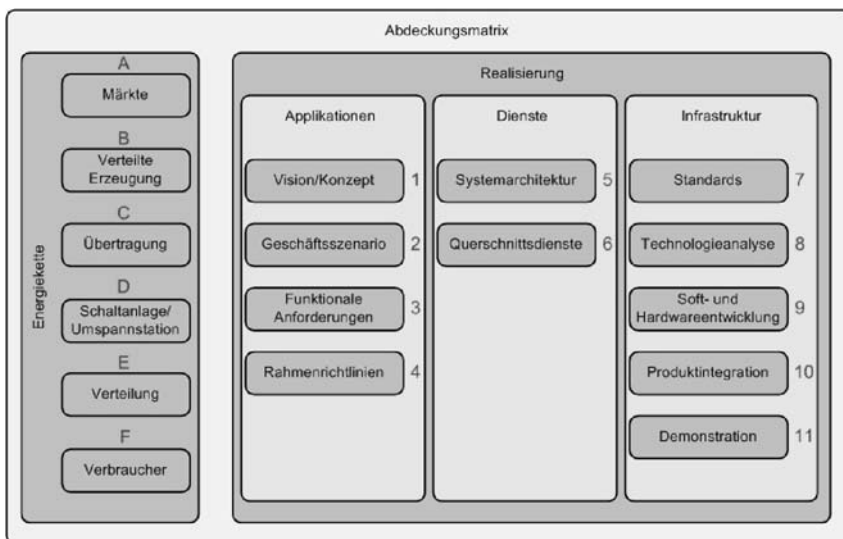 Abdeckungsmatrix
Energiekette
A
Märkte
B
Verteilte
Erzeugung
C
Übertragung
D
Schaltanlage/
Umspannstation
E
Verteilung
F
Verbraucher
Realisierung
Applikationen
Vision/Konzept 1
Geschäftsszenario 2
Funktionale
Anforderungen 3
Rahmenrichtlinien 4
Dienste
Systemarchitektur 5
Querschnittsdienste 6
Infrastruktur
Standards 7
Technologieanalyse 8
Soft- und
Hardwareentwicklung 9
Produktintegration 10
Demonstration 11